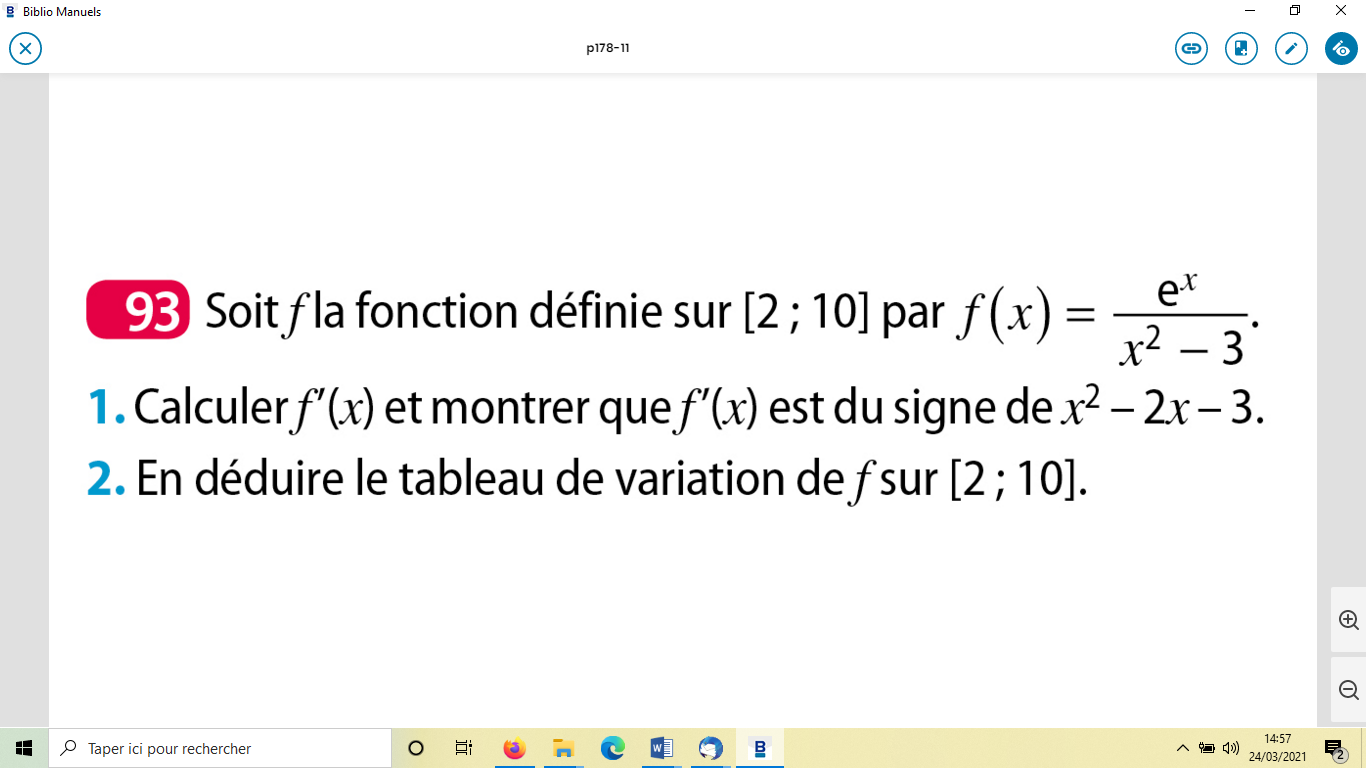 Biblio Manuels
p178-11
93 Soit f la fonction définie sur [2 ; 10] par f(x) = eˣ / (x² – 3).
1. Calculer f′(x) et montrer que f′(x) est du signe de x² – 2x – 3.
2. En déduire le tableau de variation de f sur [2 ; 10].
Taper ici pour rechercher
14:57
24/03/2021
2